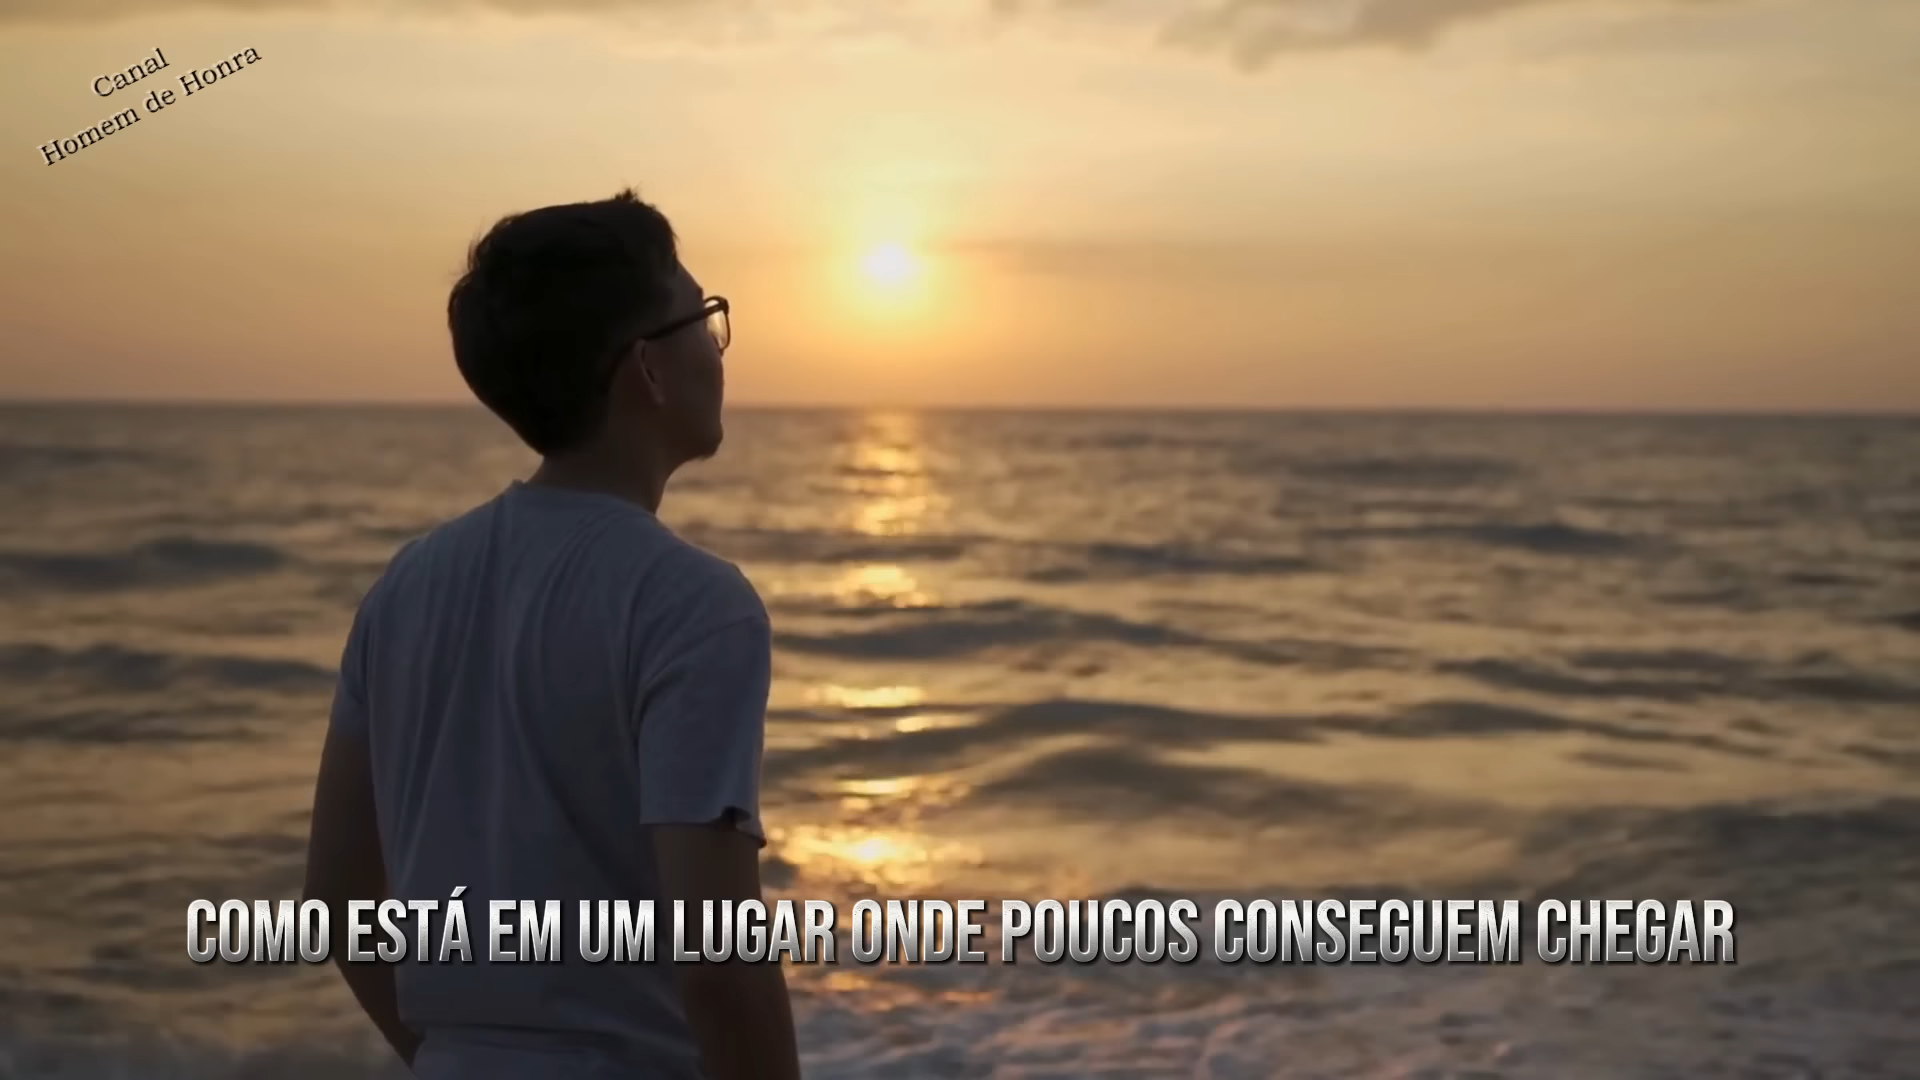 Canal
Homem de Honra
COMO ESTÁ EM UM LUGAR ONDE POUCOS CONSEGUEM CHEGAR